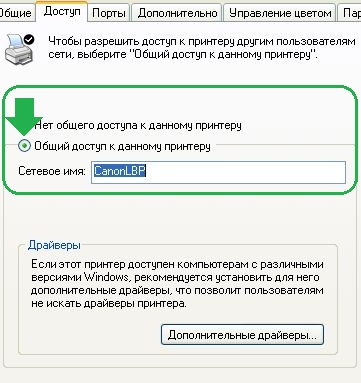 Общие Доступ Порты Дополнительно Управление цветом Пар
Чтобы разрешить доступ к принтеру другим пользователям
сети, выберите "Общий доступ к данному принтеру".
Нет общего доступа к данному принтеру
Общий доступ к данному принтеру
Сетевое имя: CanonLBP
Драйверы
Если этот принтер доступен компьютерам с различными
версиями Windows, рекомендуется установить для него
дополнительные драйверы, что позволит пользователям
не искать драйверы принтера.
Дополнительные драйверы...